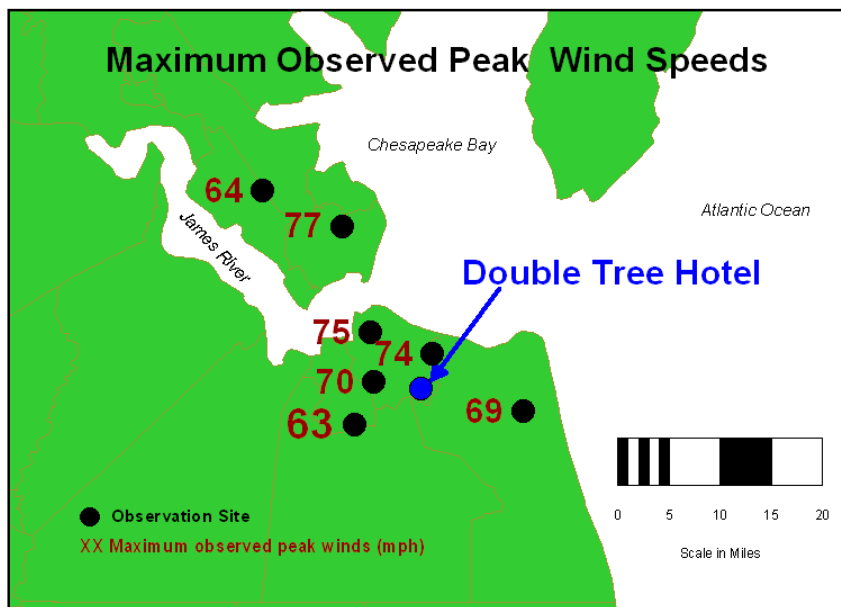 Maximum Observed Peak Wind Speeds
Chesapeake Bay
64
77
James River
Atlantic Ocean
Double Tree Hotel
75
74
70
69
63
Observation Site
XX Maximum observed peak winds (mph)
0 5 10 15 20
Scale in Miles